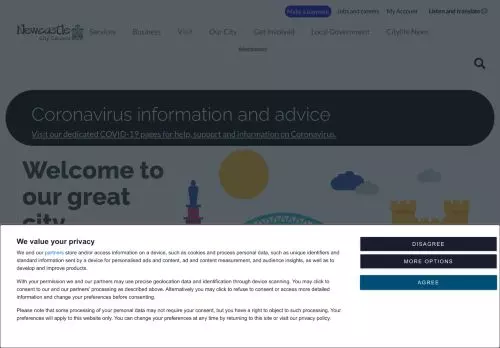 Make a payment Jobs and careers My Account Listen and translate
Newcastle
City Council
Services Business Visit Our City Get Involved Local Government Citylife News
Coronavirus information and advice
Visit our dedicated COVID-19 pages for help, support and information on Coronavirus.
Welcome to
our great
city
We value your privacy
We and our partners store and/or access information on a device, such as cookies and process personal data, such as unique identifiers and
standard information sent by a device for personalised ads and content, ad and content measurement, and audience insights, as well as to
develop and improve products.
With your permission we and our partners may use precise geolocation data and identification through device scanning. You may click to
consent to our and our partners' processing as described above. Alternatively you may click to refuse to consent or access more detailed
information and change your preferences before consenting.
Please note that some processing of your personal data may not require your consent, but you have a right to object to such processing. Your
preferences will apply to this website only. You can change your preferences at any time by returning to this site or visit our privacy policy.
DISAGREE
MORE OPTIONS
AGREE